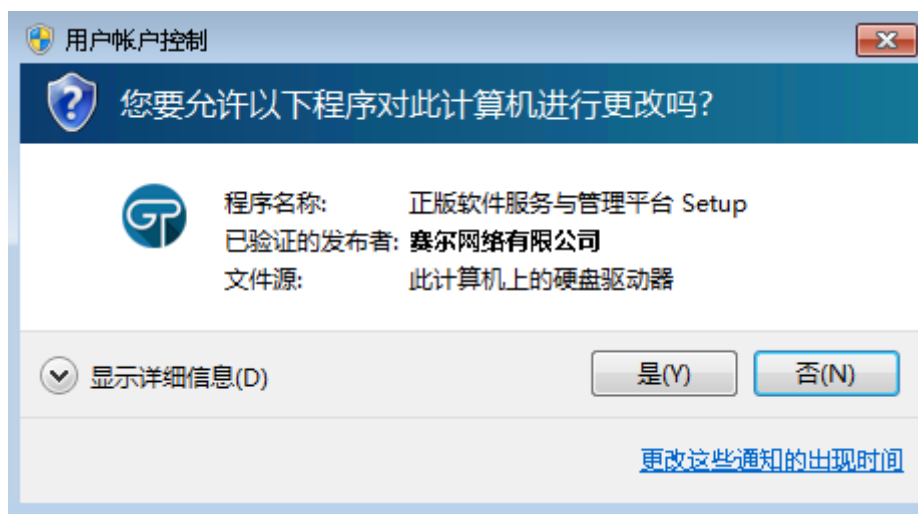 用户帐户控制
您要允许以下程序对此计算机进行更改吗?
GP
程序名称: 正版软件服务与管理平台 Setup
已验证的发布者: 赛尔网络有限公司
文件源: 此计算机上的硬盘驱动器
显示详细信息(D)
是(Y)
否(N)
更改这些通知的出现时间